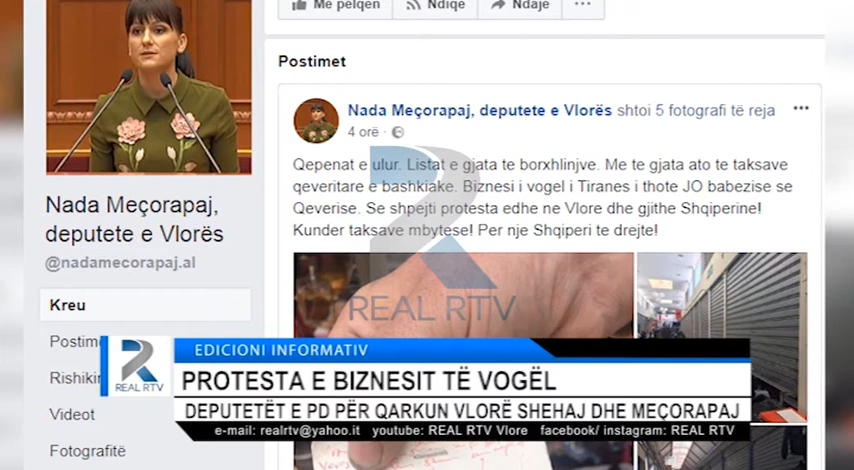 Më pëlqen
Ndiqe
Ndaje
Postimet
Nada Meçorapaj, deputete e Vlorës shtoi 5 fotografi të reja
4 orë
Qepenat e ulur. Listat e gjata te borxhlinjve. Me te gjata ato te taksave
qeveritare e bashkiake. Biznesi i vogel i Tiranes i thote JO babezise se
Qeverise. Se shpejti protesta edhe ne Vlore dhe gjithe Shqiperine!
Kunder taksave mbytese! Per nje Shqiperi te drejte!
Nada Meçorapaj,
deputete e Vlorës
@nadamecorapaj.al
Kreu
Postime
Rishikin
Videot
Fotografitë
REAL RTV
REAL RTV
EDICIONI INFORMATIV
PROTESTA E BIZNESIT TË VOGËL
DEPUTETËT E PD PËR QARKUN VLORË SHEHAJ DHE MEÇORAPAJ
e-mail: realrtv@yahoo.it youtube: REAL RTV Vlore facebook/ instagram: REAL RTV